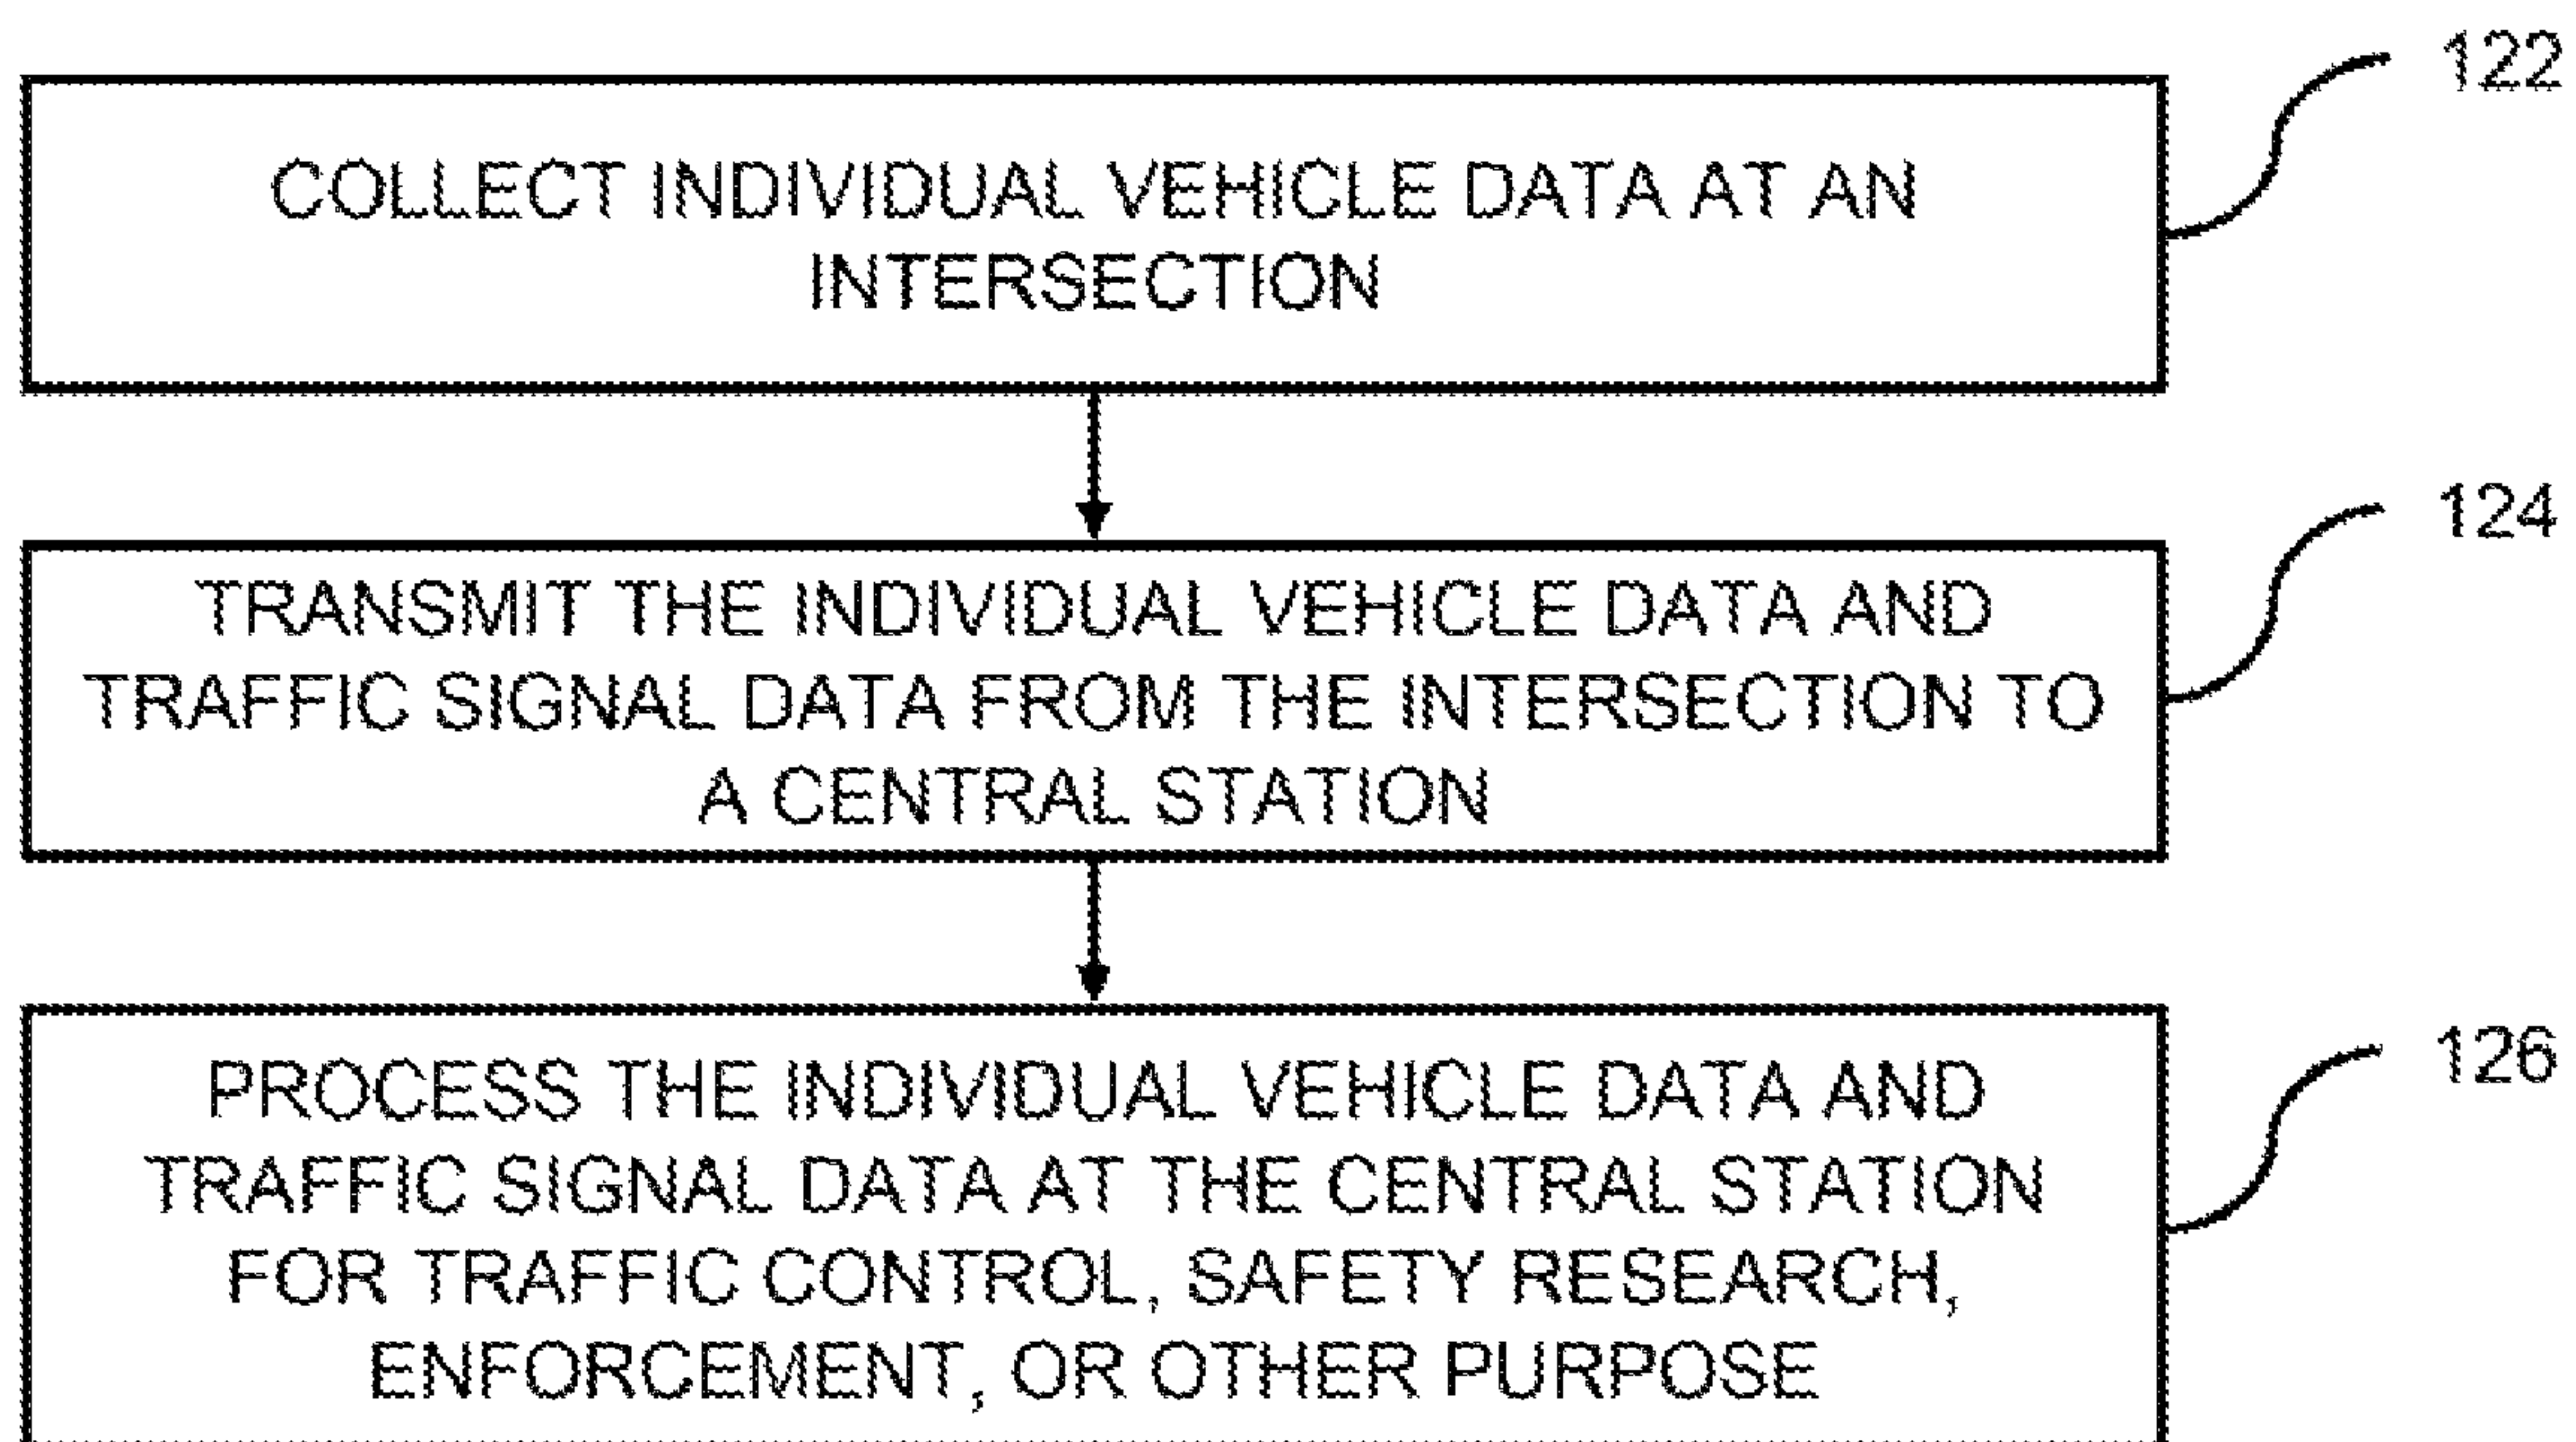 122
COLLECT INDIVIDUAL VEHICLE DATA AT AN
INTERSECTION
124
TRANSMIT THE INDIVIDUAL VEHICLE DATA AND
TRAFFIC SIGNAL DATA FROM THE INTERSECTION TO
A CENTRAL STATION
126
PROCESS THE INDIVIDUAL VEHICLE DATA AND
TRAFFIC SIGNAL DATA AT THE CENTRAL STATION
FOR TRAFFIC CONTROL, SAFETY RESEARCH,
ENFORCEMENT, OR OTHER PURPOSE